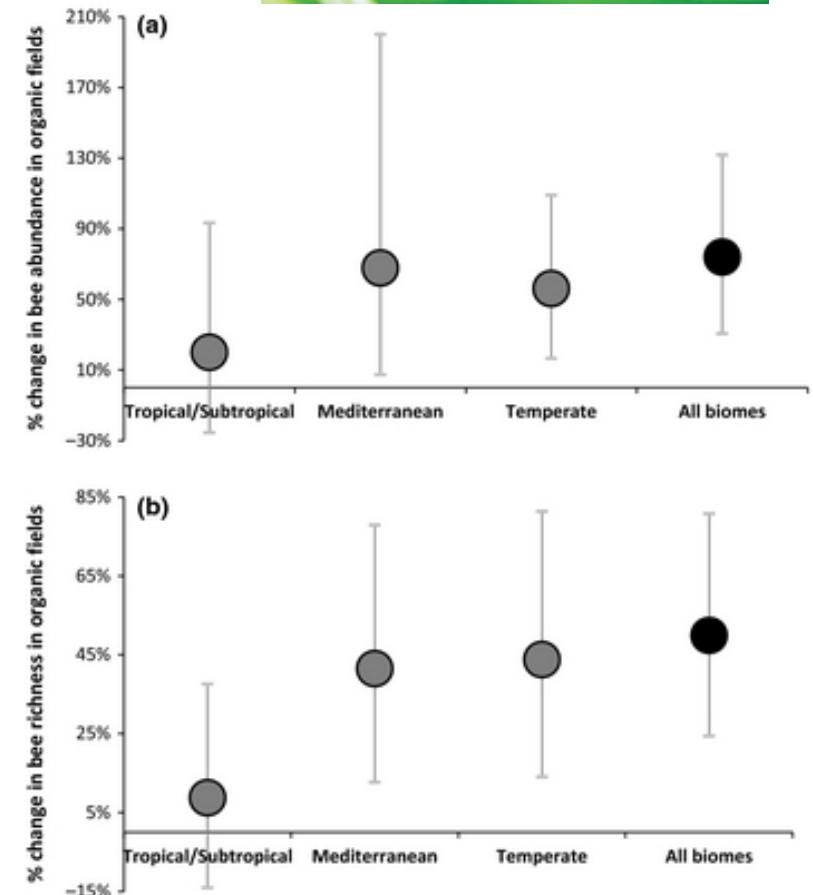 (a)
% change in bee abundance in organic fields
210%
170%
130%
90%
50%
10%
−30%
Tropical/Subtropical Mediterranean Temperate All biomes
(b)
% change in bee richness in organic fields
85%
65%
45%
25%
5%
−15%
Tropical/Subtropical Mediterranean Temperate All biomes